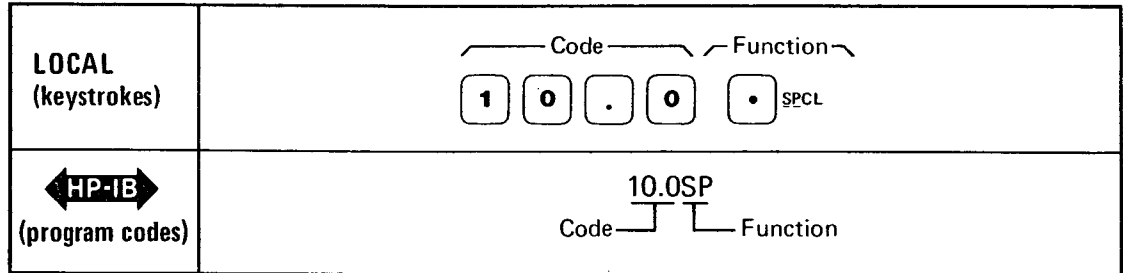 LOCAL
(keystrokes)
Code Function
1 0 . 0 • SPCL
HP-IB
(program codes)
10.0SP
Code Function